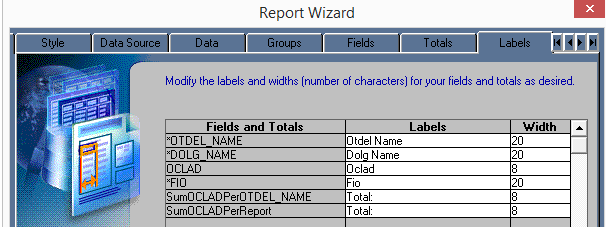 Report Wizard
Style Data Source Data Groups Fields Totals Labels
Modify the labels and widths (number of characters) for your fields and totals as desired.
Fields and Totals Labels Width
*OTDEL_NAME Otdel Name 20
*DOLG_NAME Dolg Name 20
OCLAD Oclad 8
*FIO Fio 20
SumOCLADPerOTDEL_NAME Total: 8
SumOCLADPerReport Total: 8